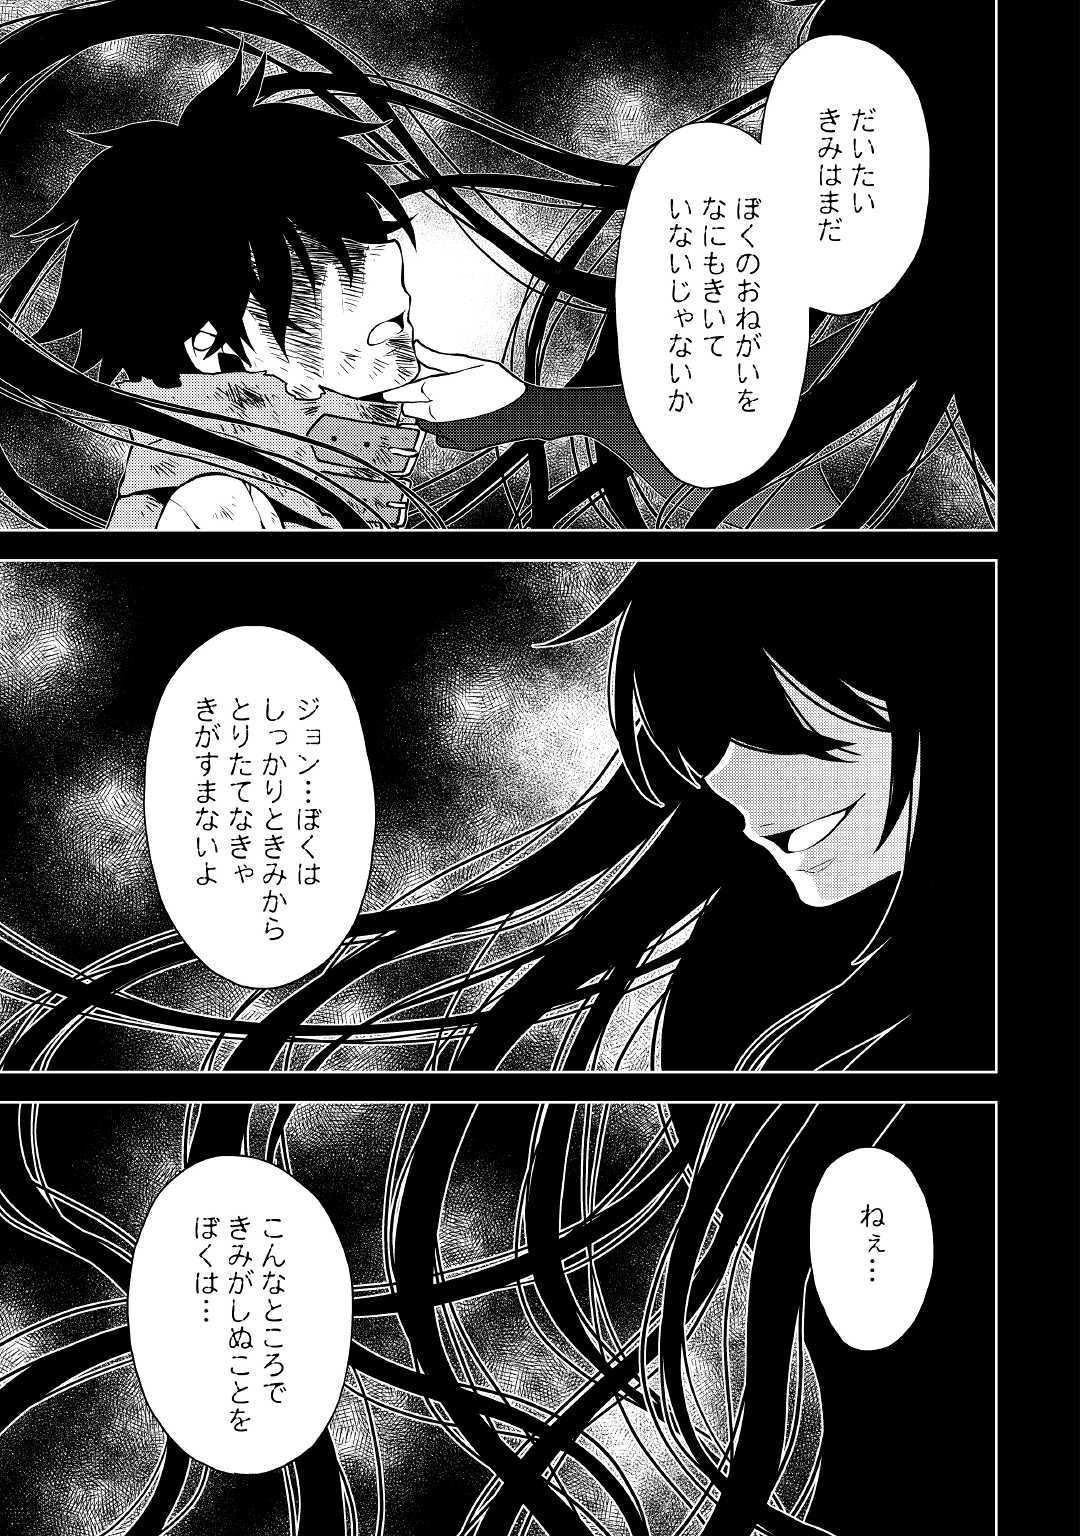 だいたい
きみはまだ
ぼくのおねがいを
なにもきいて
いないじゃないか
ジョン…ぼくは
しっかりときみから
とりたてなきゃ
きがすまないよ
ねぇ…
こんなところで
きみがしぬことを
ぼくは…